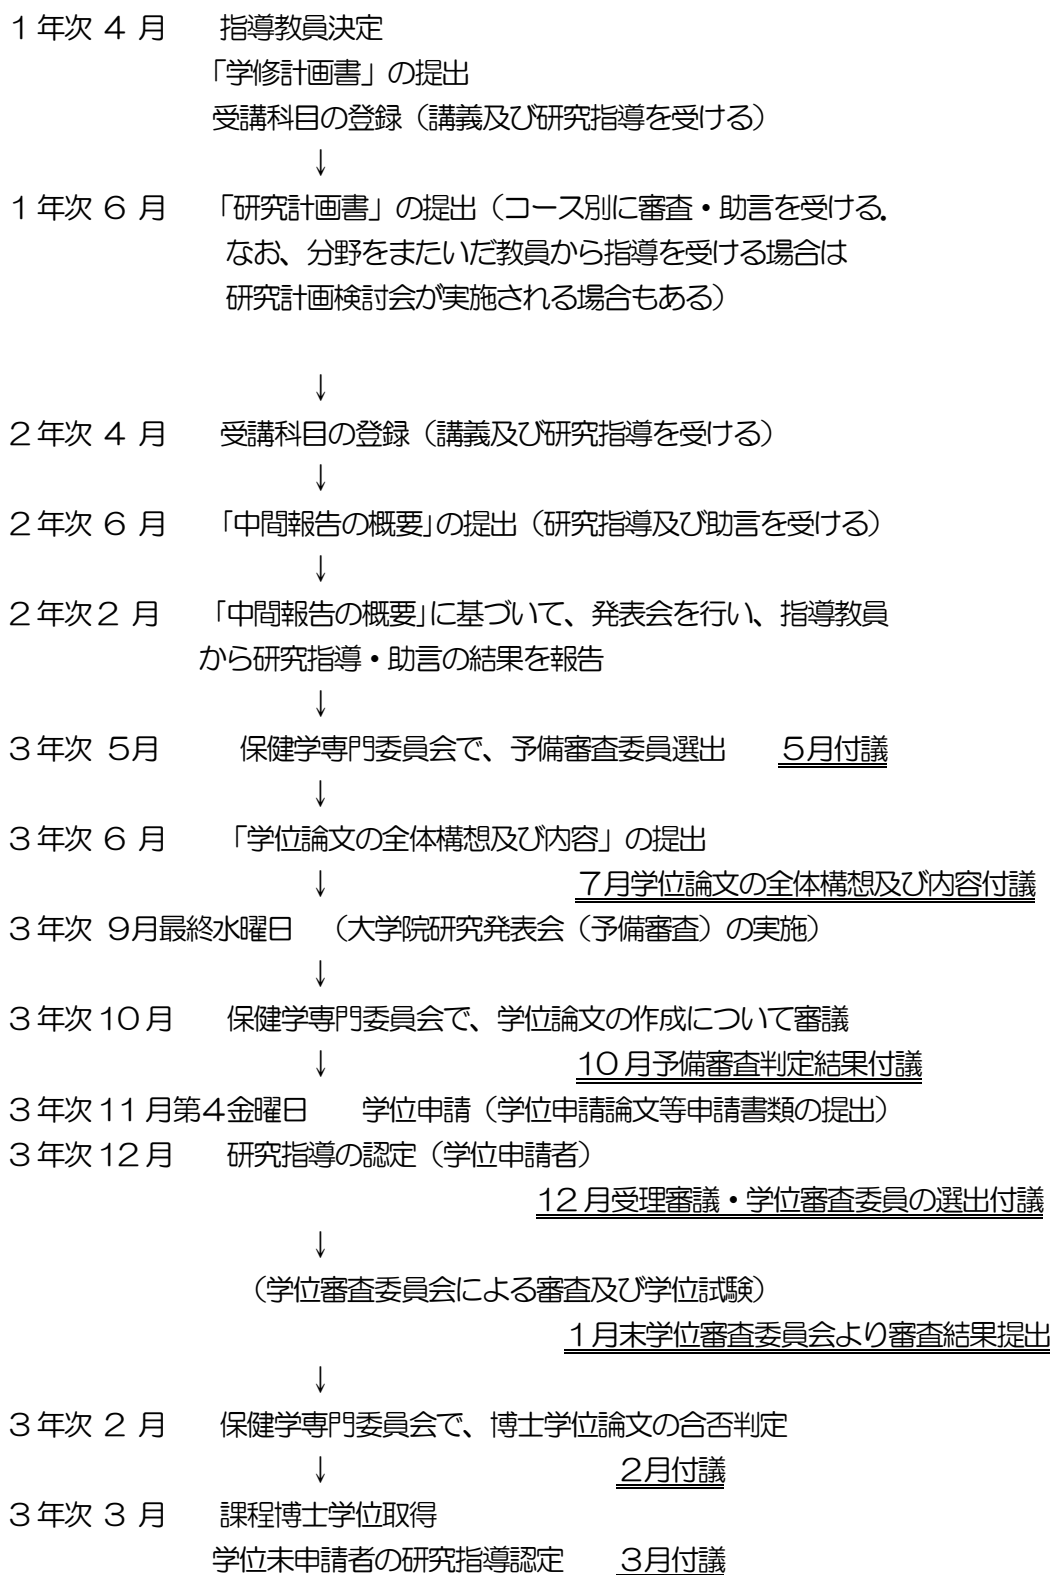 １年次 ４ 月　　指導教員決定
「学修計画書」の提出
受講科目の登録（講義及び研究指導を受ける）
↓
１年次 ６ 月　　「研究計画書」の提出（コース別に審査・助言を受ける．
なお、分野をまたいだ教員から指導を受ける場合は
研究計画検討会が実施される場合もある）
↓
２年次 ４ 月　　受講科目の登録（講義及び研究指導を受ける）
↓
２年次 ６ 月　　「中間報告の概要」の提出（研究指導及び助言を受ける）
↓
２年次２ 月　　「中間報告の概要」に基づいて、発表会を行い、指導教員
から研究指導・助言の結果を報告
↓
３年次 ５月　　　保健学専門委員会で、予備審査委員選出　　５月付議
↓
３年次 ６ 月　　「学位論文の全体構想及び内容」の提出
↓　　７月学位論文の全体構想及び内容付議
３年次 ９月最終水曜日　（大学院研究発表会（予備審査）の実施）
↓
３年次 10 月　　保健学専門委員会で、学位論文の作成について審議
↓　　10 月予備審査判定結果付議
３年次 11 月第４金曜日　　学位申請（学位申請論文等申請書類の提出）
３年次 12 月　　研究指導の認定（学位申請者）
12 月受理審議・学位審査委員の選出付議
↓
（学位審査委員会による審査及び学位試験）
１月末学位審査委員会より審査結果提出
↓
３年次 ２ 月　　保健学専門委員会で、博士学位論文の合否判定
↓　　２月付議
３年次 ３ 月　　課程博士学位取得
学位未申請者の研究指導認定　　３月付議